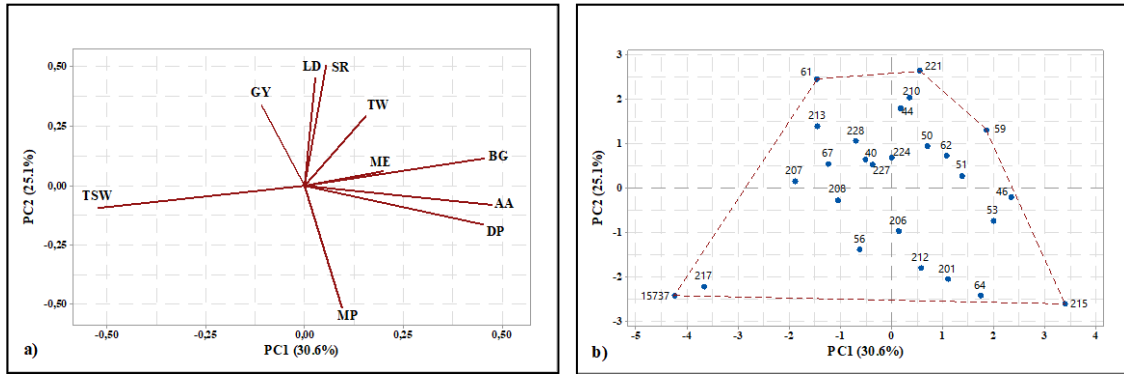 0,50
0,25
0,00
-0,25
-0,50
PC2 (25.1%)
LD SR
GY
TW
BG
ME
TSW
AA
DP
MP
-0,50 -0,25 0,00 0,25 0,50
a)
PC1 (30.6%)
3
2
1
0
-1
-2
-3
PC2 (25.1%)
61
221
210
44
213
59
228
50
62
67
40
224
227
51
207
208
46
53
206
56
212
201
64
217
15737
215
-5 -4 -3 -2 -1 0 1 2 3 4
b)
PC1 (30.6%)